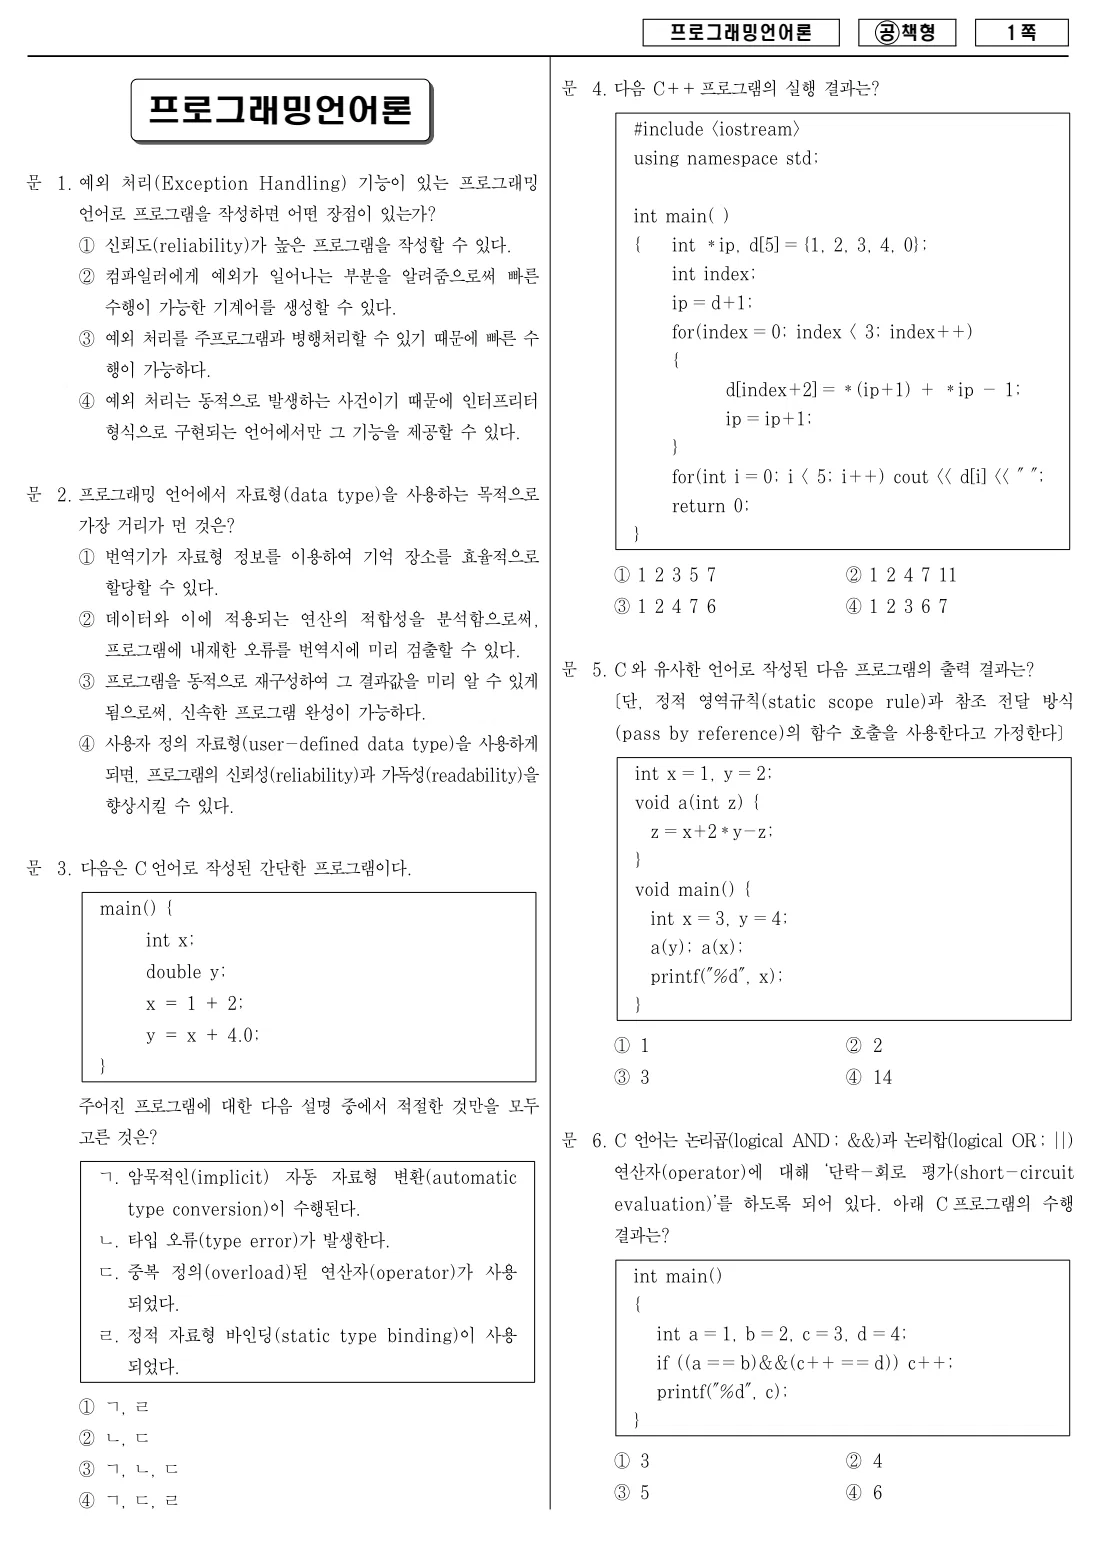 프로그래밍언어론
공책형
1쪽
프로그래밍언어론
문 1. 예외 처리(Exception Handling) 기능이 있는 프로그래밍
언어로 프로그램을 작성하면 어떤 장점이 있는가?
① 신뢰도(reliability)가 높은 프로그램을 작성할 수 있다.
② 컴파일러에게 예외가 일어나는 부분을 알려줌으로써 빠른
수행이 가능한 기계어를 생성할 수 있다.
③ 예외 처리를 주프로그램과 병행처리할 수 있기 때문에 빠른 수
행이 가능하다.
④ 예외 처리는 동적으로 발생하는 사건이기 때문에 인터프리터
형식으로 구현되는 언어에서만 그 기능을 제공할 수 있다.
문 2. 프로그래밍 언어에서 자료형(data type)을 사용하는 목적으로
가장 거리가 먼 것은?
① 번역기가 자료형 정보를 이용하여 기억 장소를 효율적으로
할당할 수 있다.
② 데이터와 이에 적용되는 연산의 적합성을 분석함으로써,
프로그램에 내재한 오류를 번역시에 미리 검출할 수 있다.
③ 프로그램을 동적으로 재구성하여 그 결과값을 미리 알 수 있게
됨으로써, 신속한 프로그램 완성이 가능하다.
④ 사용자 정의 자료형(user-defined data type)을 사용하게
되면, 프로그램의 신뢰성(reliability)과 가독성(readability)을
향상시킬 수 있다.
문 3. 다음은 C 언어로 작성된 간단한 프로그램이다.
main() {
int x;
double y;
x = 1 + 2;
y = x + 4.0;
}
주어진 프로그램에 대한 다음 설명 중에서 적절한 것만을 모두
고른 것은?
ㄱ. 암묵적인(implicit) 자동 자료형 변환(automatic
type conversion)이 수행된다.
ㄴ. 타입 오류(type error)가 발생한다.
ㄷ. 중복 정의(overload)된 연산자(operator)가 사용
되었다.
ㄹ. 정적 자료형 바인딩(static type binding)이 사용
되었다.
① ㄱ, ㄹ
② ㄴ, ㄷ
③ ㄱ, ㄴ, ㄷ
④ ㄱ, ㄷ, ㄹ
문 4. 다음 C++ 프로그램의 실행 결과는?
#include <iostream>
using namespace std;
int main( )
{ int *ip, d[5] = {1, 2, 3, 4, 0};
int index;
ip = d+1;
for(index = 0; index < 3; index++)
{
d[index+2] = *(ip+1) + *ip - 1;
ip = ip+1;
}
for(int i = 0; i < 5; i++) cout << d[i] << " ";
return 0;
}
① 1 2 3 5 7 ② 1 2 4 7 11
③ 1 2 4 7 6 ④ 1 2 3 6 7
문 5. C와 유사한 언어로 작성된 다음 프로그램의 출력 결과는?
[단, 정적 영역규칙(static scope rule)과 참조 전달 방식
(pass by reference)의 함수 호출을 사용한다고 가정한다]
int x = 1, y = 2;
void a(int z) {
z = x+2*y-z;
}
void main() {
int x = 3, y = 4;
a(y); a(x);
printf("%d", x);
}
① 1 ② 2
③ 3 ④ 14
문 6. C 언어는 논리곱(logical AND; &&)과 논리합(logical OR; ||)
연산자(operator)에 대해 '단락-회로 평가(short-circuit
evaluation)'를 하도록 되어 있다. 아래 C 프로그램의 수행
결과는?
int main()
{
int a = 1, b = 2, c = 3, d = 4;
if ((a == b)&&(c++ == d)) c++;
printf("%d", c);
}
① 3 ② 4
③ 5 ④ 6